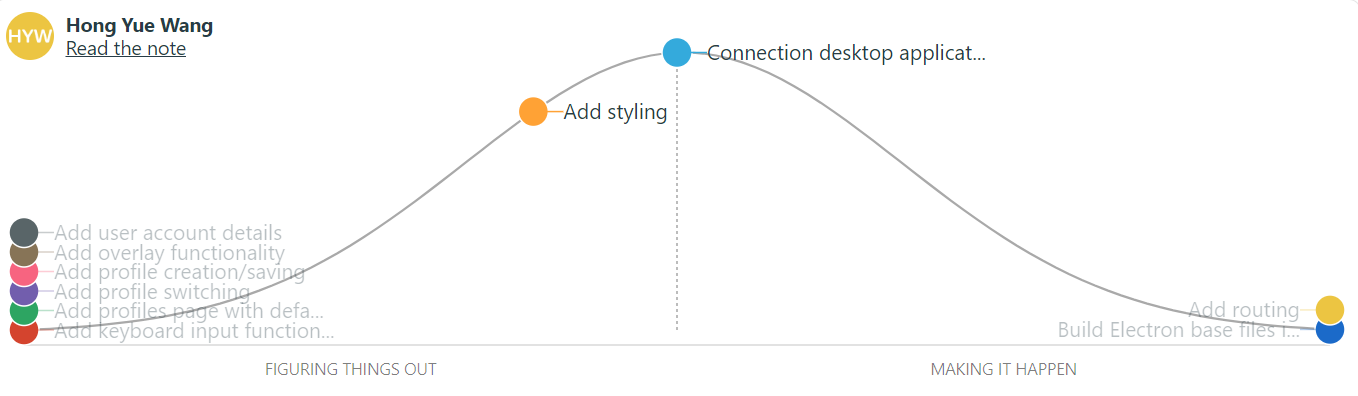 HYW
Hong Yue Wang
Read the note
Connection desktop applicat...
Add styling
Add user account details
Add overlay functionality
Add profile creation/saving
Add profile switching
Add profiles page with defa...
Add keyboard input function...
Add routing
Build Electron base files f...
FIGURING THINGS OUT
MAKING IT HAPPEN